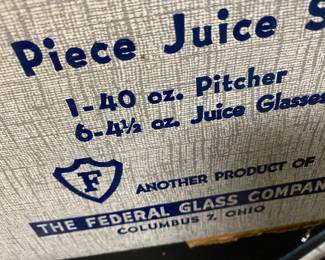 Piece Juice S
1-40 oz. Pitcher
6-4½ oz. Juice Glasses
F
ANOTHER PRODUCT OF
THE FEDERAL GLASS COMPAN
COLUMBUS 7, OHIO